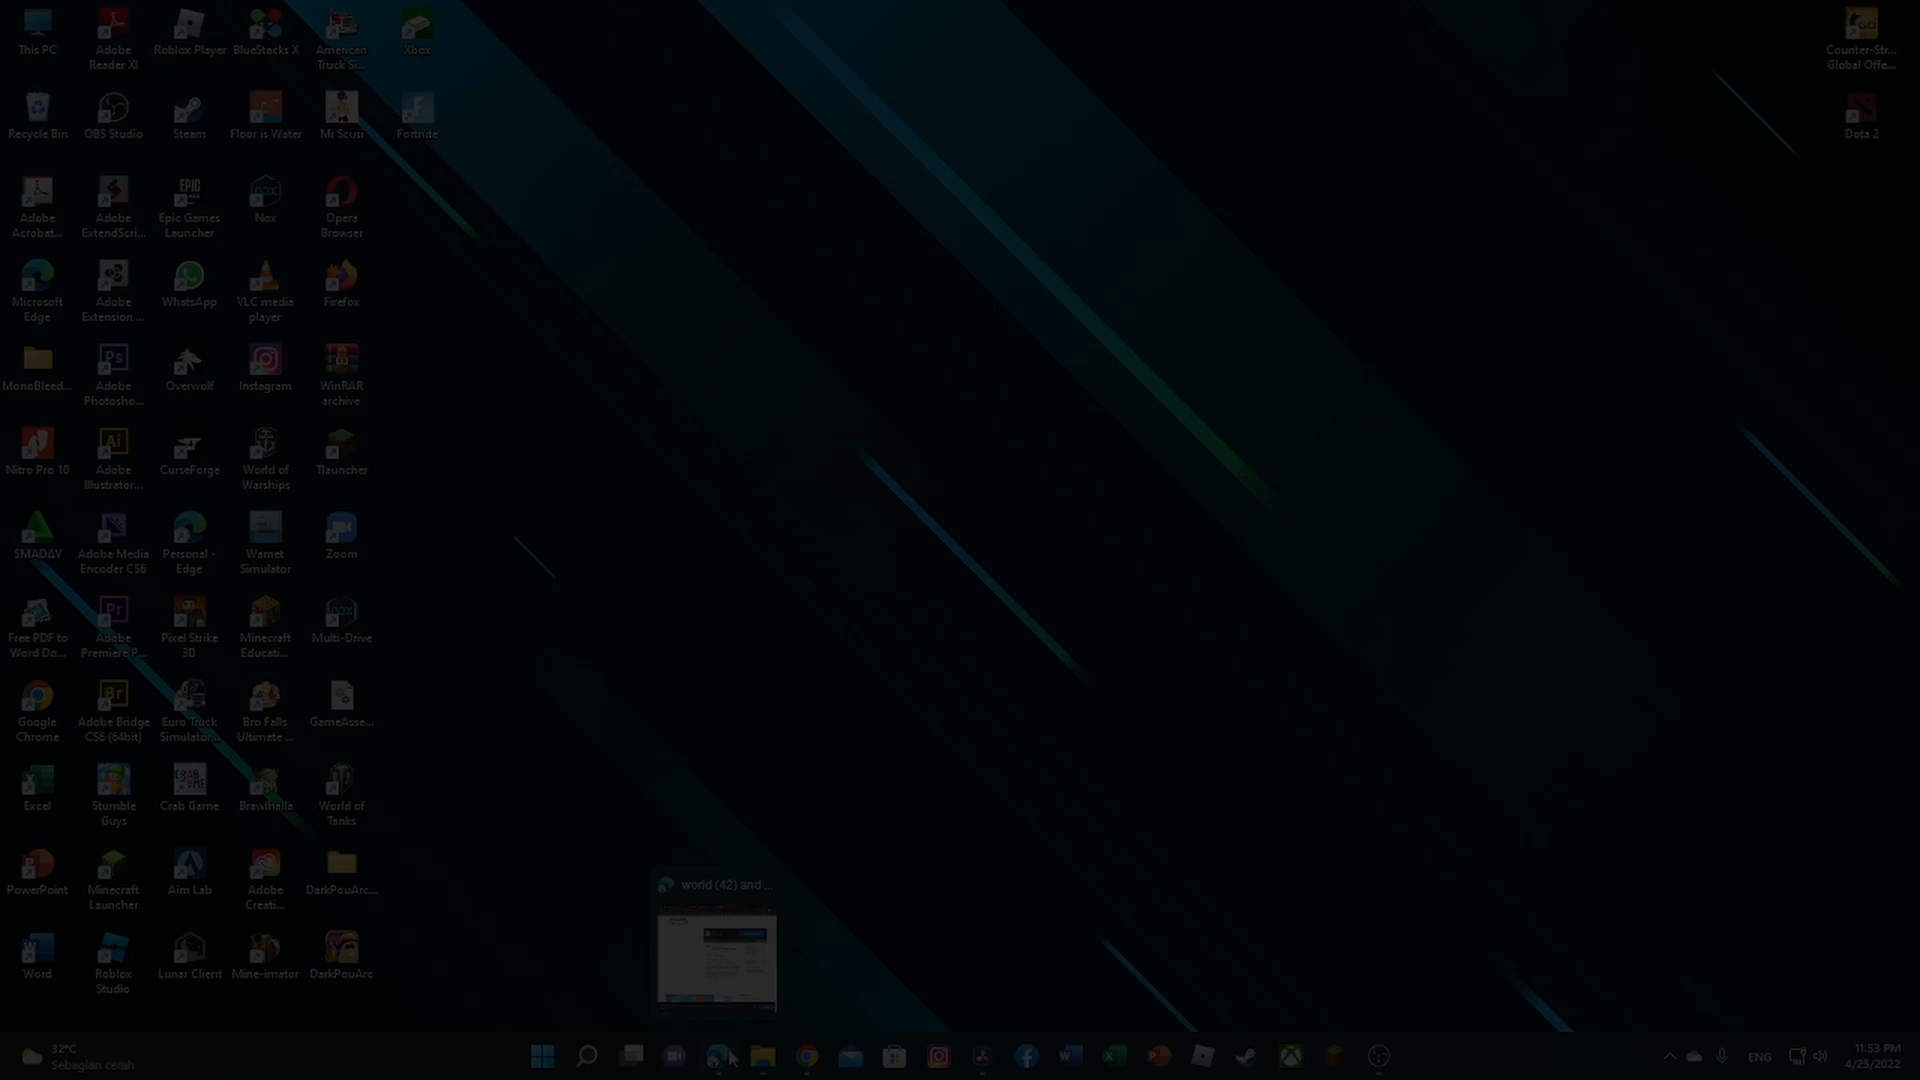 This PC
Adobe
Reader XI
Roblox Player
BlueStacks X
American
Truck Si...
Xbox
Counter-Str...
Global Offe...
Recycle Bin
OBS Studio
Steam
Floor is Water
Mi Scusi
Fortnite
Dota 2
Adobe
Acrobat...
Adobe
ExtendScri...
Epic Games
Launcher
Nox
Opera
Browser
Microsoft
Edge
Adobe
Extension ...
WhatsApp
VLC media
player
Firefox
MonoBleed...
Adobe
Photosho...
Overwolf
Instagram
WinRAR
archive
Nitro Pro 10
Adobe
Illustrator...
CurseForge
World of
Warships
Tlauncher
SMADΔV
Adobe Media
Encoder CS6
Personal -
Edge
Warnet
Simulator
Zoom
Free PDF to
Word Do...
Adobe
Premiere P...
Pixel Strike
3D
Minecraft
Educati...
Multi-Drive
Google
Chrome
Adobe Bridge
CS6 (64bit)
Euro Truck
Simulator...
Bro Falls
Ultimate ...
GameAsse...
Excel
Stumble
Guys
Crab Game
Brawlhalla
World of
Tanks
PowerPoint
Minecraft
Launcher
Aim Lab
Adobe
Creati...
DarkPouArc...
Word
Roblox
Studio
Lunar Client
Mine-imator
DarkPouArc
world (42) and ...
32°C
Sebagian cerah
ENG
11:53 PM
4/25/2022